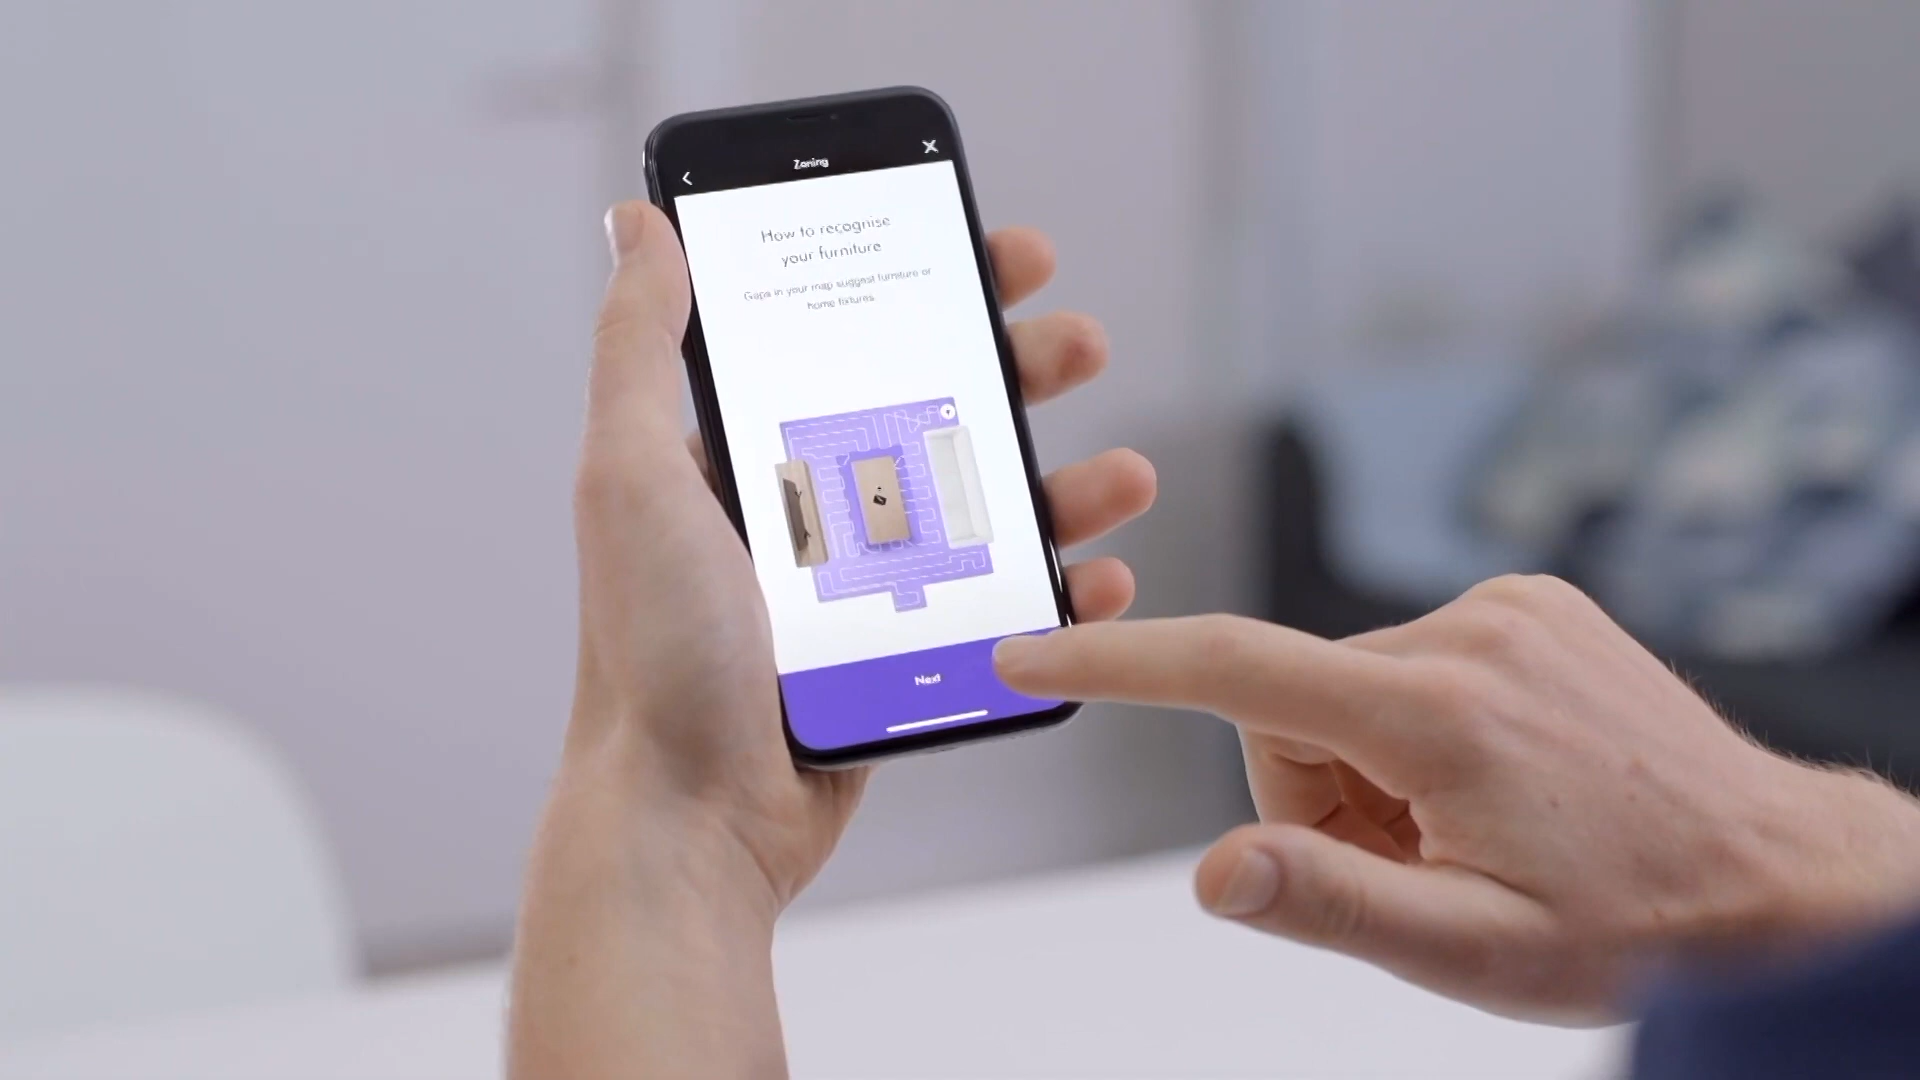 Zoning
How to recognise
your furniture
Gaps in your map suggest furniture or
home fixtures
Next